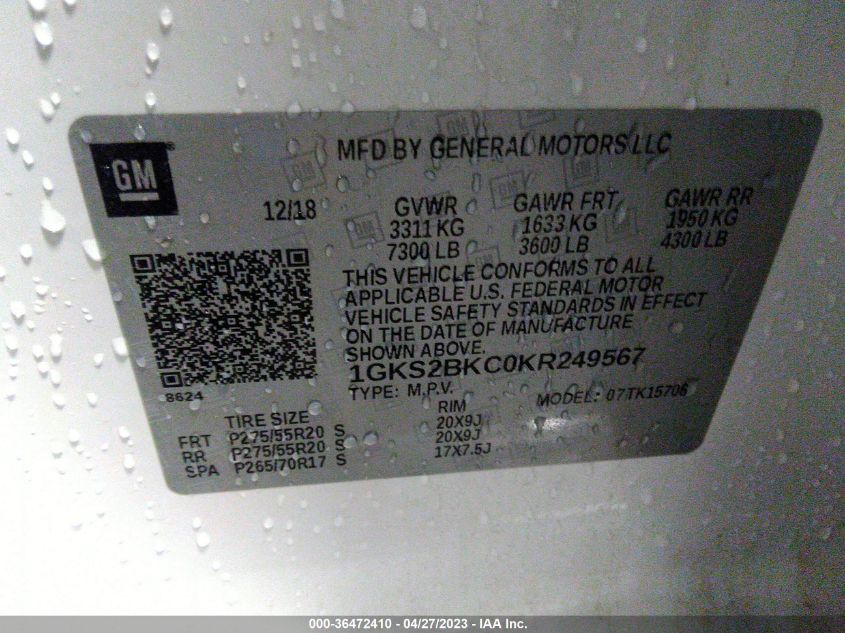 GM
MFD BY GENERAL MOTORS LLC
12/18 GVWR GAWR FRT GAWR RR
3311 KG 1633 KG 1950 KG
7300 LB 3600 LB 4300 LB
THIS VEHICLE CONFORMS TO ALL
APPLICABLE U.S. FEDERAL MOTOR
VEHICLE SAFETY STANDARDS IN EFFECT
ON THE DATE OF MANUFACTURE
SHOWN ABOVE.
1GKS2BKC0KR249567
TYPE: M.P.V. MODEL: 07TK15706
8624
TIRE SIZE RIM
FRT P275/55R20 S 20X9J
RR P275/55R20 S 20X9J
SPA P265/70R17 S 17X7.5J
000-36472410 - 04/27/2023 - IAA Inc.